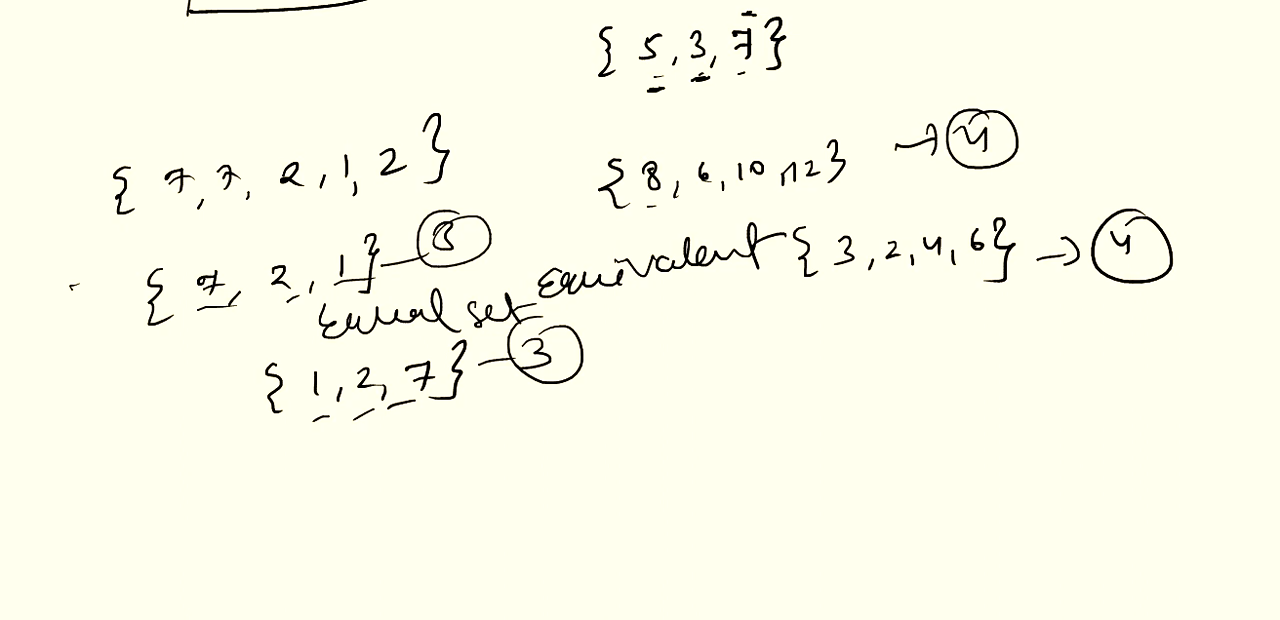 { 5, 3, 7 }
{ 7, 7, 2, 1, 2 }
{ 8, 6, 10, 12 } → 4
{ 7, 2, 1 } - 3
Equal set
Equivalent { 3, 2, 4, 6 } → 4
{ 1, 2, 7 } - 3